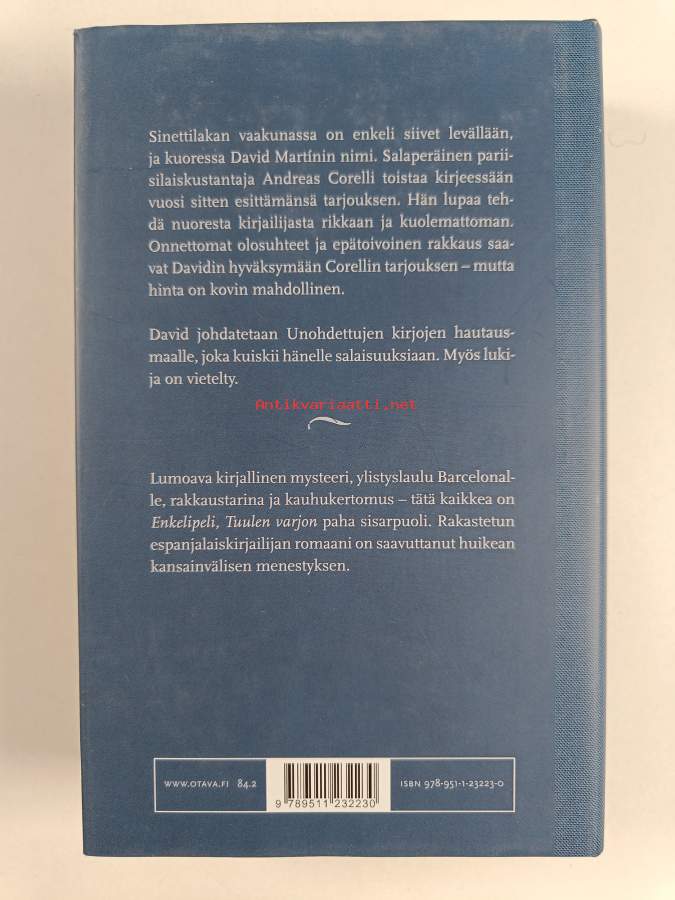 Sinettilakan vaakunassa on enkeli siivet levällään,
ja kuoressa David Martínin nimi. Salaperäinen parii-
silaiskustantaja Andreas Corelli toistaa kirjeessään
vuosi sitten esittämänsä tarjouksen. Hän lupaa teh-
dä nuoresta kirjailijasta rikkaan ja kuolemattoman.
Onnettomat olosuhteet ja epätoivoinen rakkaus saa-
vat Davidin hyväksymään Corellin tarjouksen – mutta
hinta on kovin mahdollinen.
David johdatetaan Unohdettujen kirjojen hautaus-
maalle, joka kuiskii hänelle salaisuuksiaan. Myös luki-
ja on vietelty.
Antikvariaatti.net
Lumoava kirjallinen mysteeri, ylistyslaulu Barcelonal-
le, rakkaustarina ja kauhukertomus – tätä kaikkea on
Enkelipeli, Tuulen varjon paha sisarpuoli. Rakastetun
espanjalaiskirjailijan romaani on saavuttanut huikean
kansainvälisen menestyksen.
WWW.OTAVA.FI 84.2
9 789511 232230
ISBN 978-951-1-23223-0